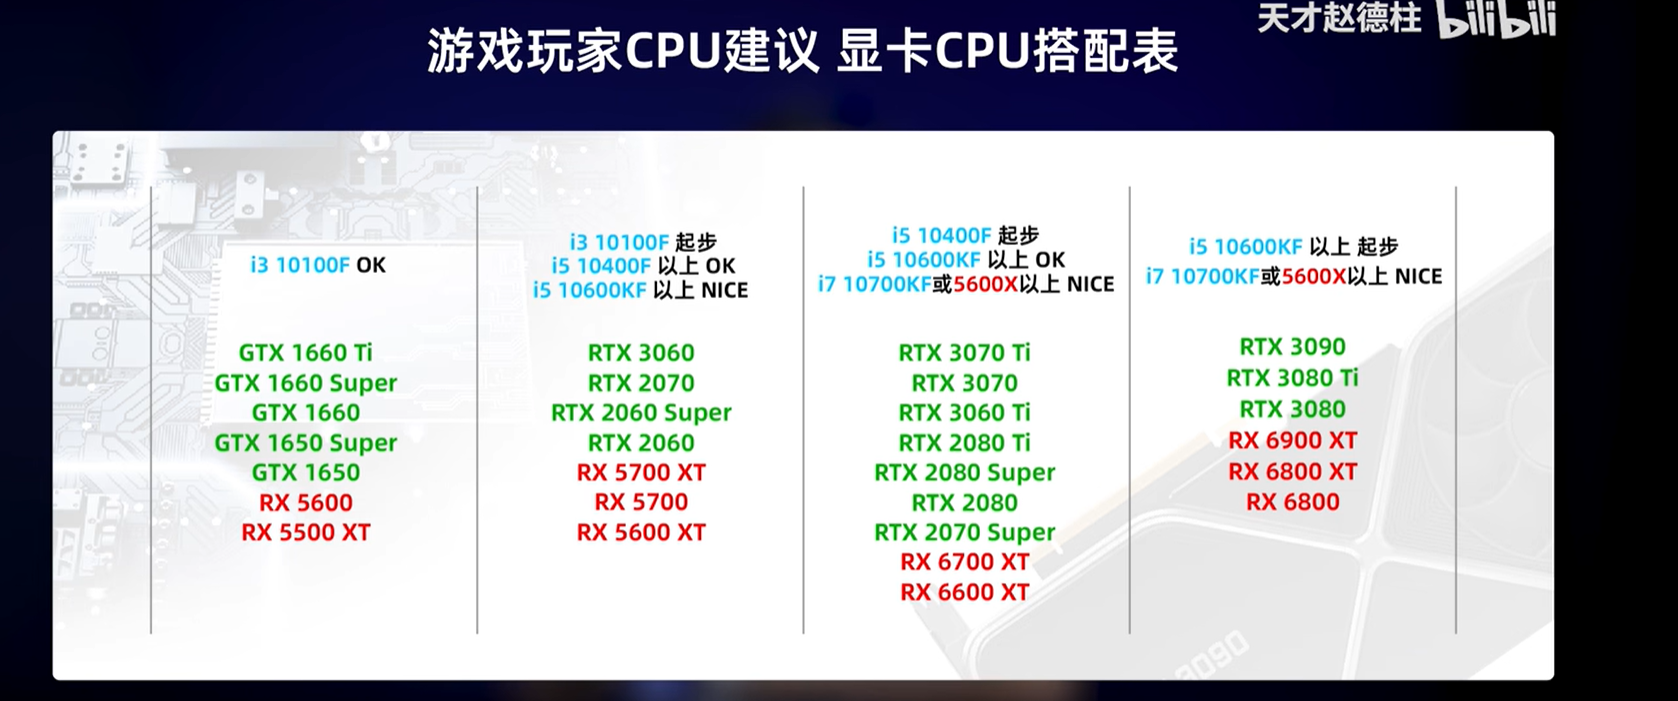 天才赵德柱 bilibili
游戏玩家CPU建议 显卡CPU搭配表
i3 10100F OK
GTX 1660 Ti
GTX 1660 Super
GTX 1660
GTX 1650 Super
GTX 1650
RX 5600
RX 5500 XT
i3 10100F 起步
i5 10400F 以上 OK
i5 10600KF 以上 NICE
RTX 3060
RTX 2070
RTX 2060 Super
RTX 2060
RX 5700 XT
RX 5700
RX 5600 XT
i5 10400F 起步
i5 10600KF 以上 OK
i7 10700KF或5600X以上 NICE
RTX 3070 Ti
RTX 3070
RTX 3060 Ti
RTX 2080 Ti
RTX 2080 Super
RTX 2080
RTX 2070 Super
RX 6700 XT
RX 6600 XT
i5 10600KF 以上 起步
i7 10700KF或5600X以上 NICE
RTX 3090
RTX 3080 Ti
RTX 3080
RX 6900 XT
RX 6800 XT
RX 6800
3090